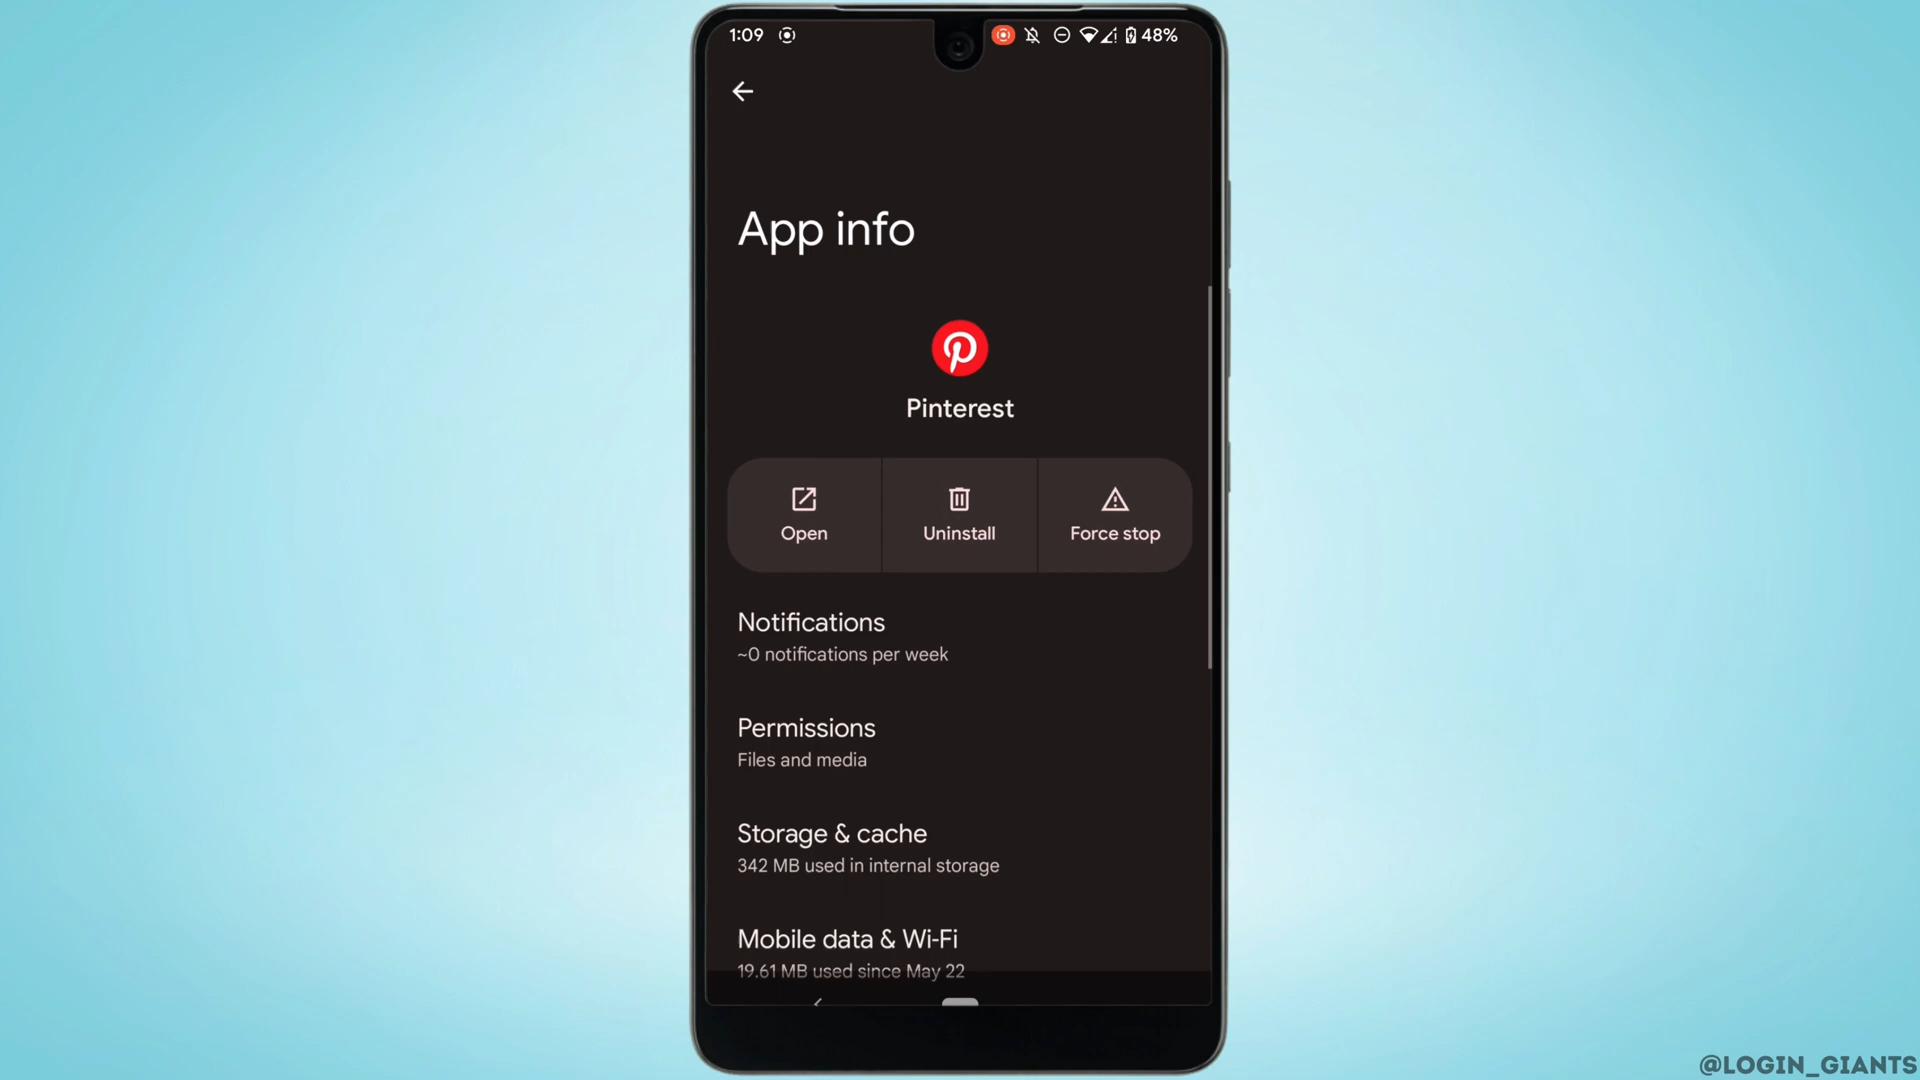 1:09 48%
App info
Pinterest
Open Uninstall Force stop
Notifications
~0 notifications per week
Permissions
Files and media
Storage & cache
342 MB used in internal storage
Mobile data & Wi-Fi
19.61 MB used since May 22
@LOGIN_GIANTS